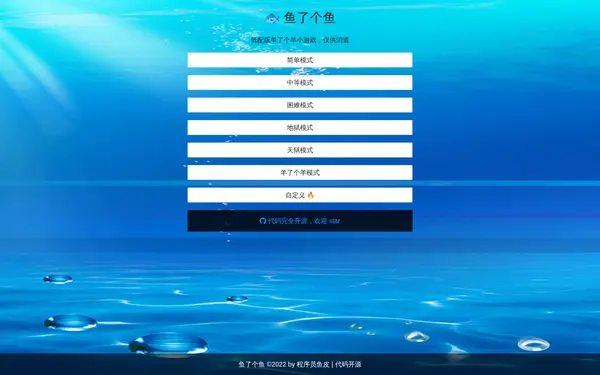 🐟 鱼了个鱼
低配版羊了个羊小游戏，仅供消遣
简单模式
中等模式
困难模式
地狱模式
天狱模式
羊了个羊模式
自定义 🔥
代码完全开源，欢迎 star
鱼了个鱼 ©2022 by 程序员鱼皮 | 代码开源